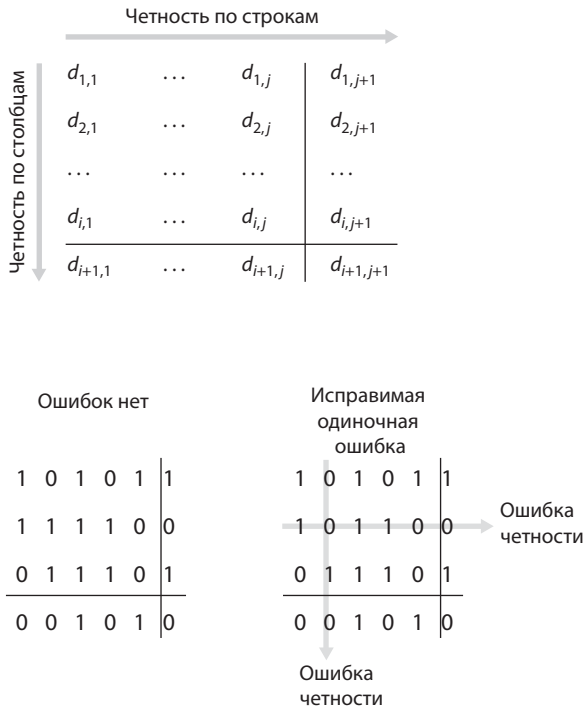 Четность по строкам
Четность по столбцам
d1,1 ... d1,j d1,j+1
d2,1 ... d2,j d2,j+1
... ... ... ...
di,1 ... di,j di,j+1
di+1,1 ... di+1,j di+1,j+1
Ошибок нет
1 0 1 0 1 1
1 1 1 1 0 0
0 1 1 1 0 1
0 0 1 0 1 0
Исправимая
одиночная
ошибка
1 0 1 0 1 1
1 0 1 1 0 0
0 1 1 1 0 1
0 0 1 0 1 0
Ошибка
четности
Ошибка
четности